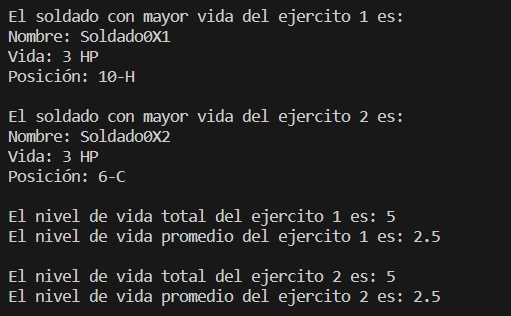 El soldado con mayor vida del ejercito 1 es:
Nombre: Soldado0X1
Vida: 3 HP
Posición: 10-H
El soldado con mayor vida del ejercito 2 es:
Nombre: Soldado0X2
Vida: 3 HP
Posición: 6-C
El nivel de vida total del ejercito 1 es: 5
El nivel de vida promedio del ejercito 1 es: 2.5
El nivel de vida total del ejercito 2 es: 5
El nivel de vida promedio del ejercito 2 es: 2.5